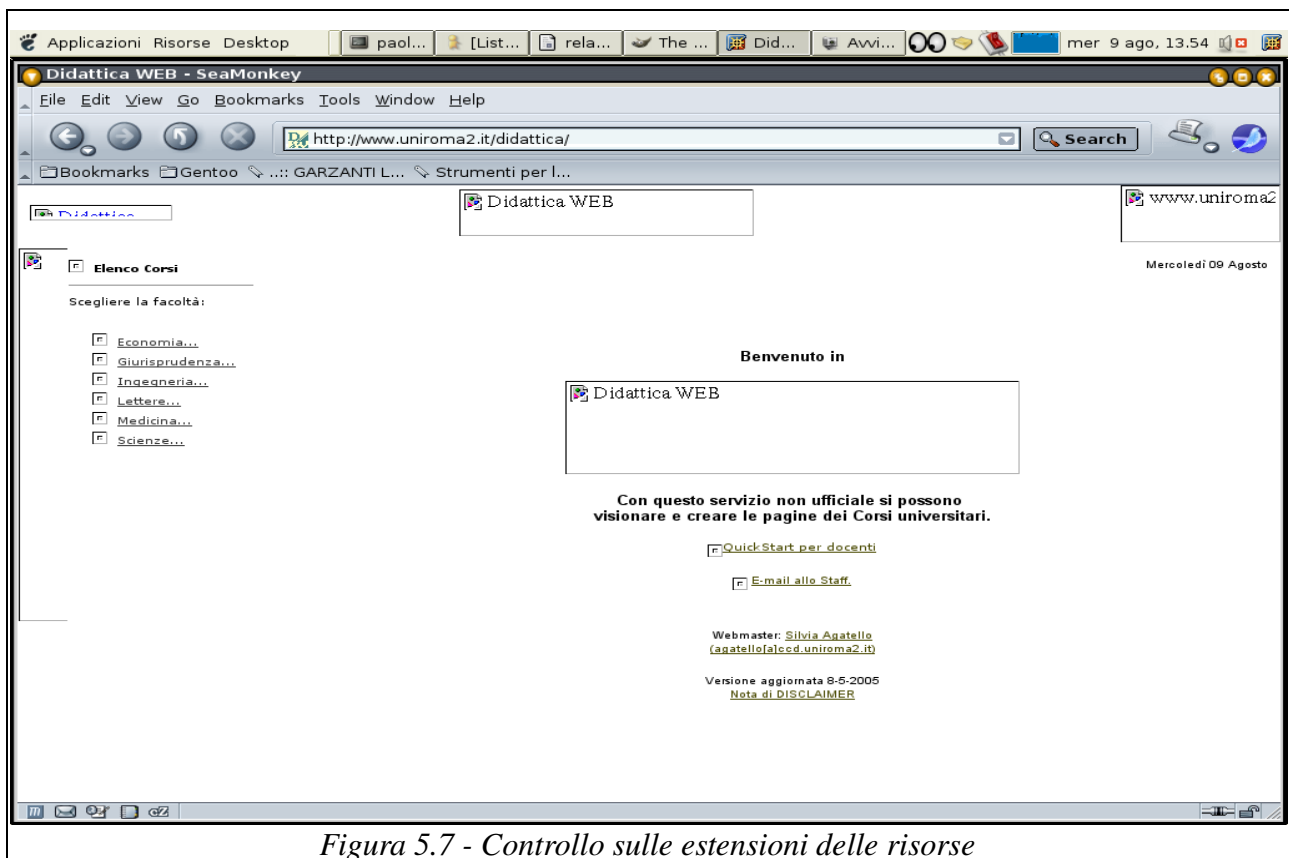 Applicazioni Risorse Desktop paol... [List... rela... The ... Did... Avvi... mer 9 ago, 13.54
Didattica WEB - SeaMonkey
File Edit View Go Bookmarks Tools Window Help
http://www.uniroma2.it/didattica/ Search
Bookmarks Gentoo ..:: GARZANTI L... Strumenti per l...
Didattica Didattica WEB www.uniroma2
Elenco Corsi Mercoledì 09 Agosto
Scegliere la facoltà:
Economia...
Giurisprudenza...
Ingegneria...
Lettere...
Medicina...
Scienze...
Benvenuto in
Didattica WEB
Con questo servizio non ufficiale si possono
visionare e creare le pagine dei Corsi universitari.
QuickStart per docenti
E-mail allo Staff.
Webmaster: Silvia Agatello
(agatello[a]ccd.uniroma2.it)
Versione aggiornata 8-5-2005
Nota di DISCLAIMER
Figura 5.7 - Controllo sulle estensioni delle risorse